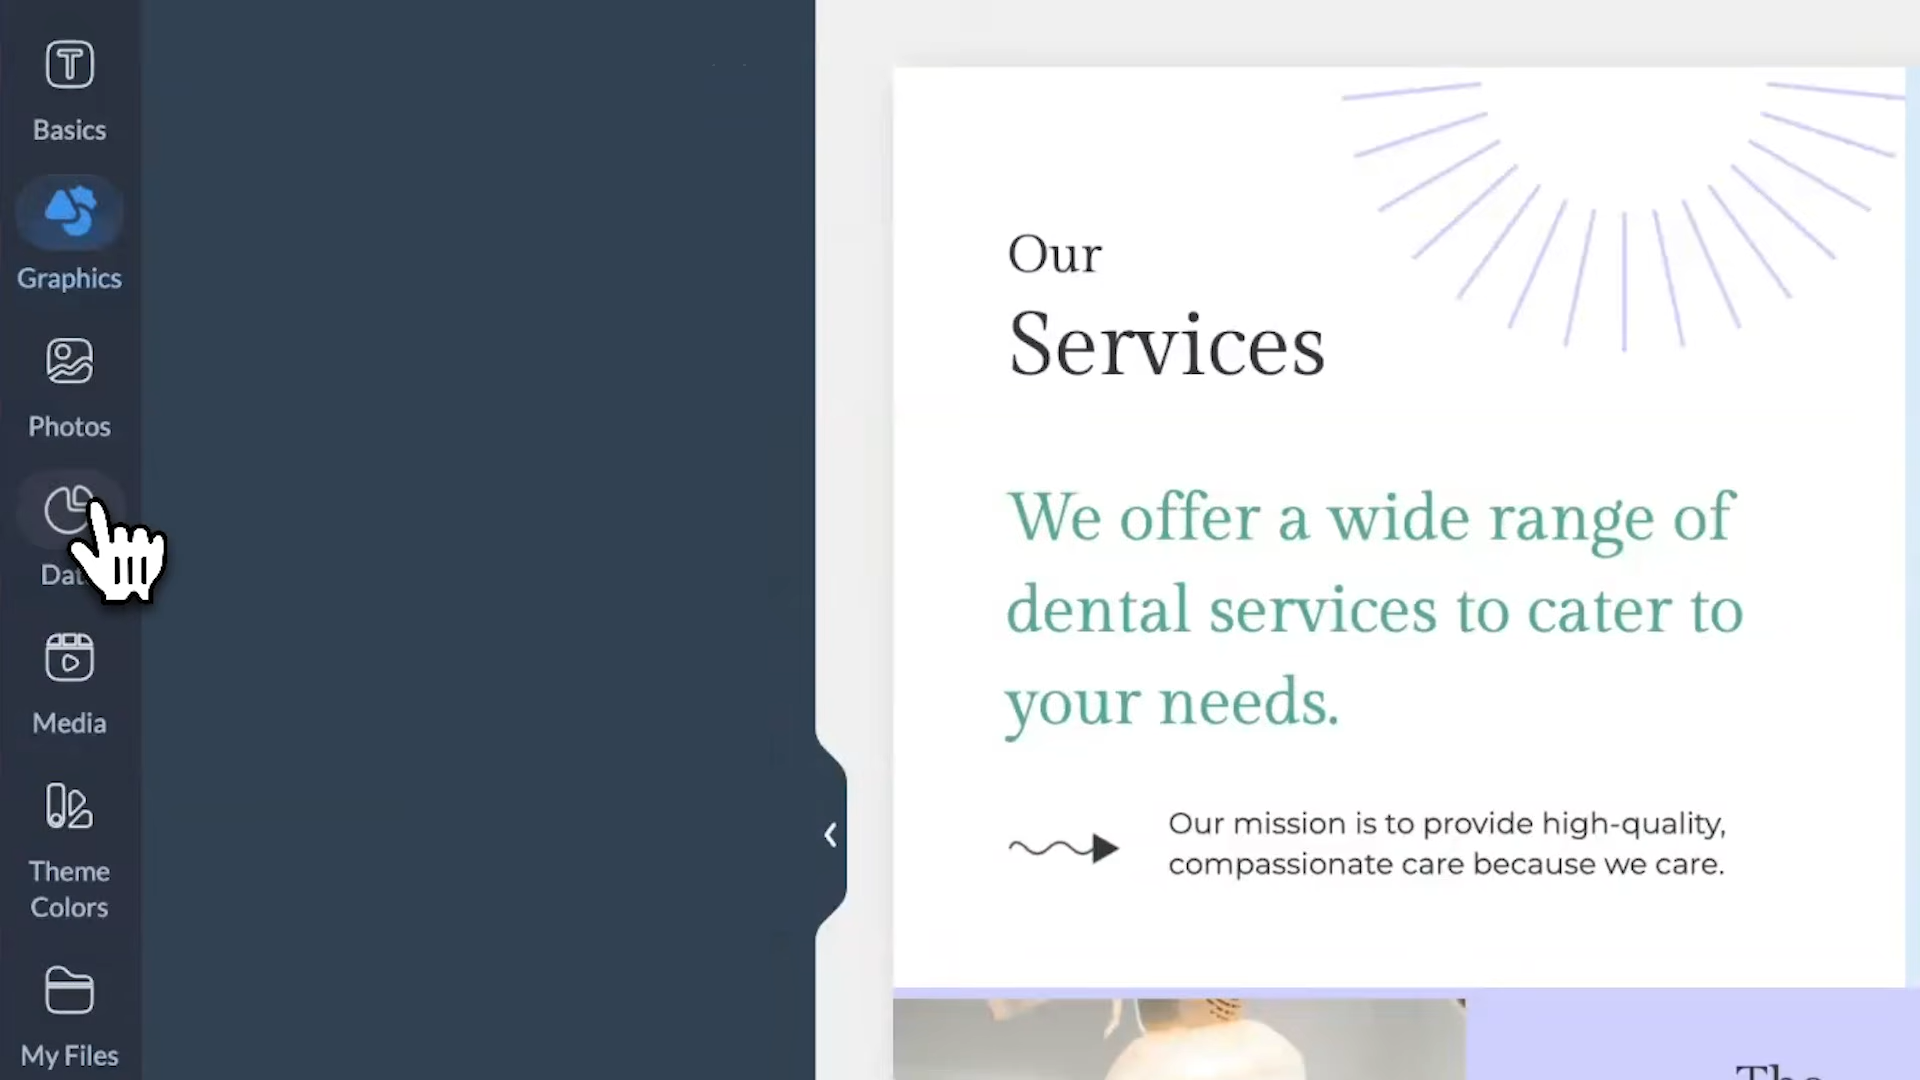 Basics
Graphics
Photos
Media
Theme
Colors
My Files
Our
Services
We offer a wide range of
dental services to cater to
your needs.
Our mission is to provide high-quality,
compassionate care because we care.
The